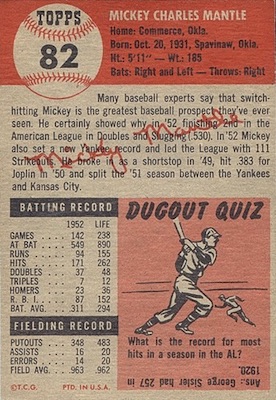 TOPPS
82
MICKEY CHARLES MANTLE
Home: Commerce, Okla.
Born: Oct. 20, 1931, Spavinaw, Okla.
Ht.: 5'11" — Wt.: 185
Bats: Right and Left — Throws: Right
Many baseball experts say that switch-
hitting Mickey is the greatest baseball prospect they've ever
seen. He certainly showed why in '52, finishing 2nd in the
American League in Doubles and Slugging (.530). In '52 Mickey
also set a new Yankee record and led the League with 111
Strikeouts. He broke in as a shortstop in '49, hit .383 for
Joplin in '50 and split the '51 season between the Yankees
and Kansas City.
Mickey Mantle
BATTING RECORD
1952 LIFE
GAMES 142 238
AT BAT 549 890
RUNS 94 155
HITS 171 262
DOUBLES 37 48
TRIPLES 7 12
HOMERS 23 36
R. B. I. 87 152
BAT. AVG. .311 .294
FIELDING RECORD
PUTOUTS 348 483
ASSISTS 16 20
ERRORS 14 20
FIELD AVG. .963 .962
©T.C.G. PTD. IN U.S.A.
DUGOUT QUIZ
What is the record for most
hits in a season in the AL?
Ans.: George Sisler had 257 in
1920.